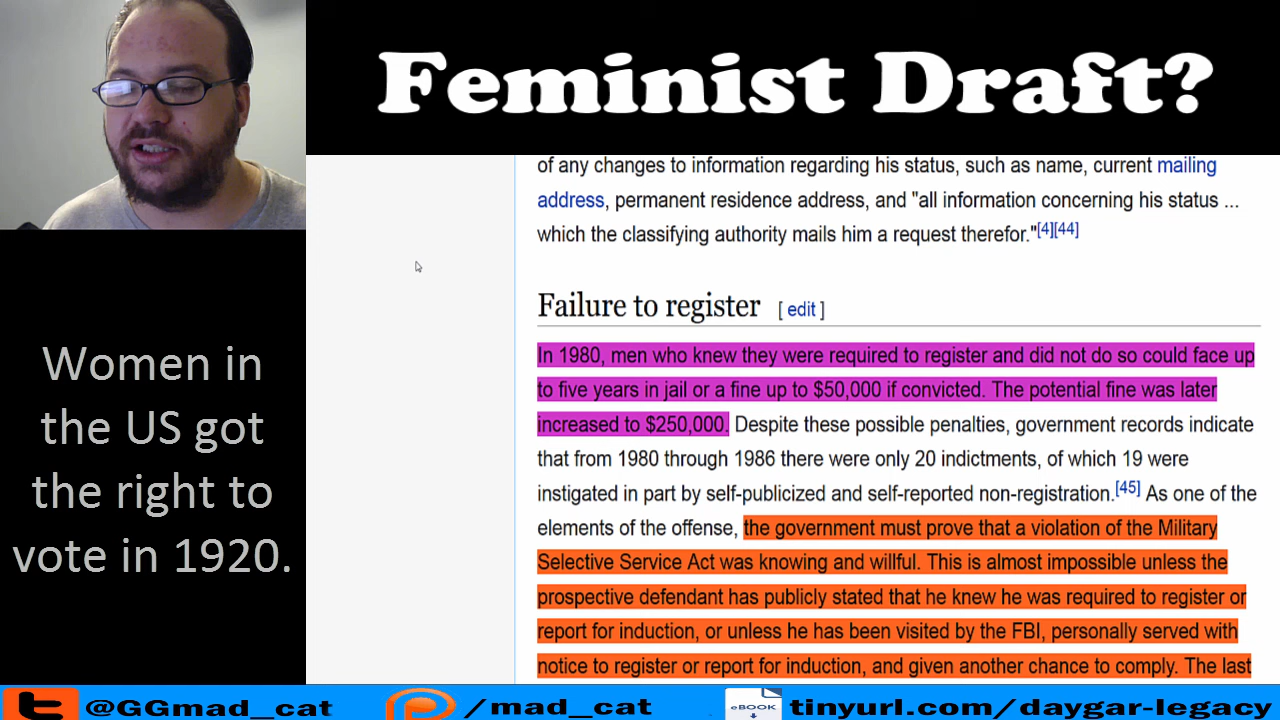 Feminist Draft?
of any changes to information regarding his status, such as name, current mailing
address, permanent residence address, and "all information concerning his status ...
which the classifying authority mails him a request therefor."[4][44]
Failure to register [ edit ]
In 1980, men who knew they were required to register and did not do so could face up
to five years in jail or a fine up to $50,000 if convicted. The potential fine was later
increased to $250,000. Despite these possible penalties, government records indicate
that from 1980 through 1986 there were only 20 indictments, of which 19 were
instigated in part by self-publicized and self-reported non-registration.[45] As one of the
elements of the offense, the government must prove that a violation of the Military
Selective Service Act was knowing and willful. This is almost impossible unless the
prospective defendant has publicly stated that he knew he was required to register or
report for induction, or unless he has been visited by the FBI, personally served with
notice to register or report for induction, and given another chance to comply. The last
Women in
the US got
the right to
vote in 1920.
@GGmad_cat
/mad_cat
eBOOK
tinyurl.com/daygar-legacy